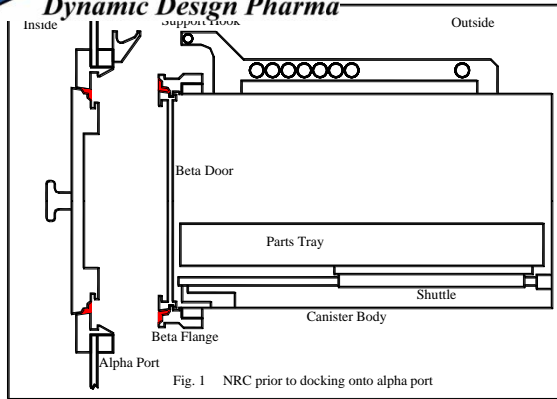 Dynamic Design Pharma
Inside
Support Hook
Outside
Beta Door
Parts Tray
Shuttle
Canister Body
Beta Flange
Alpha Port
Fig. 1 NRC prior to docking onto alpha port